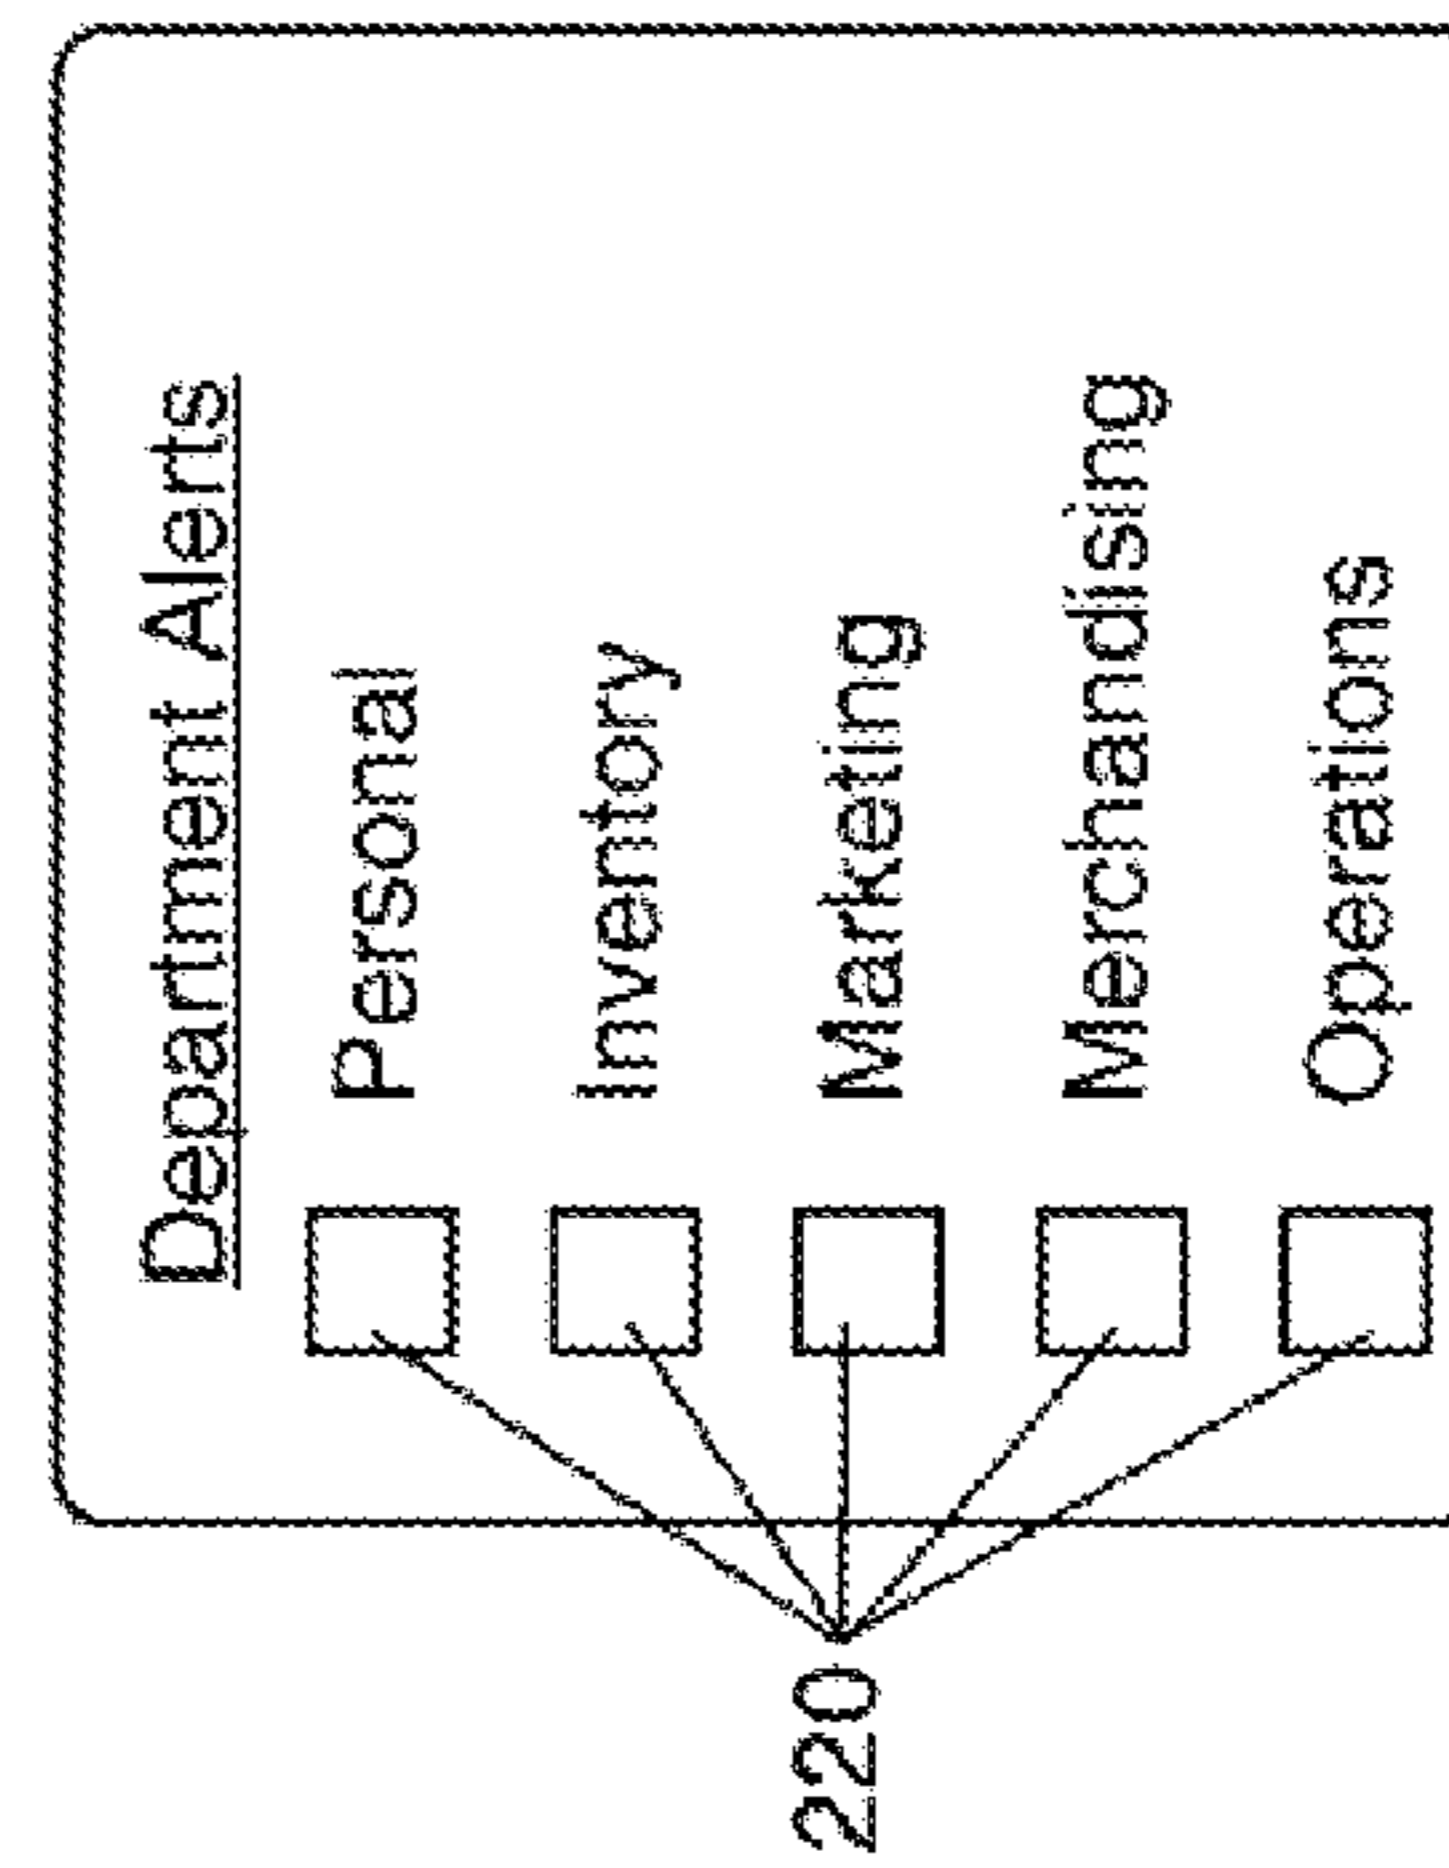 Department Alerts
Personal
Inventory
Marketing
Merchandising
Operations
220